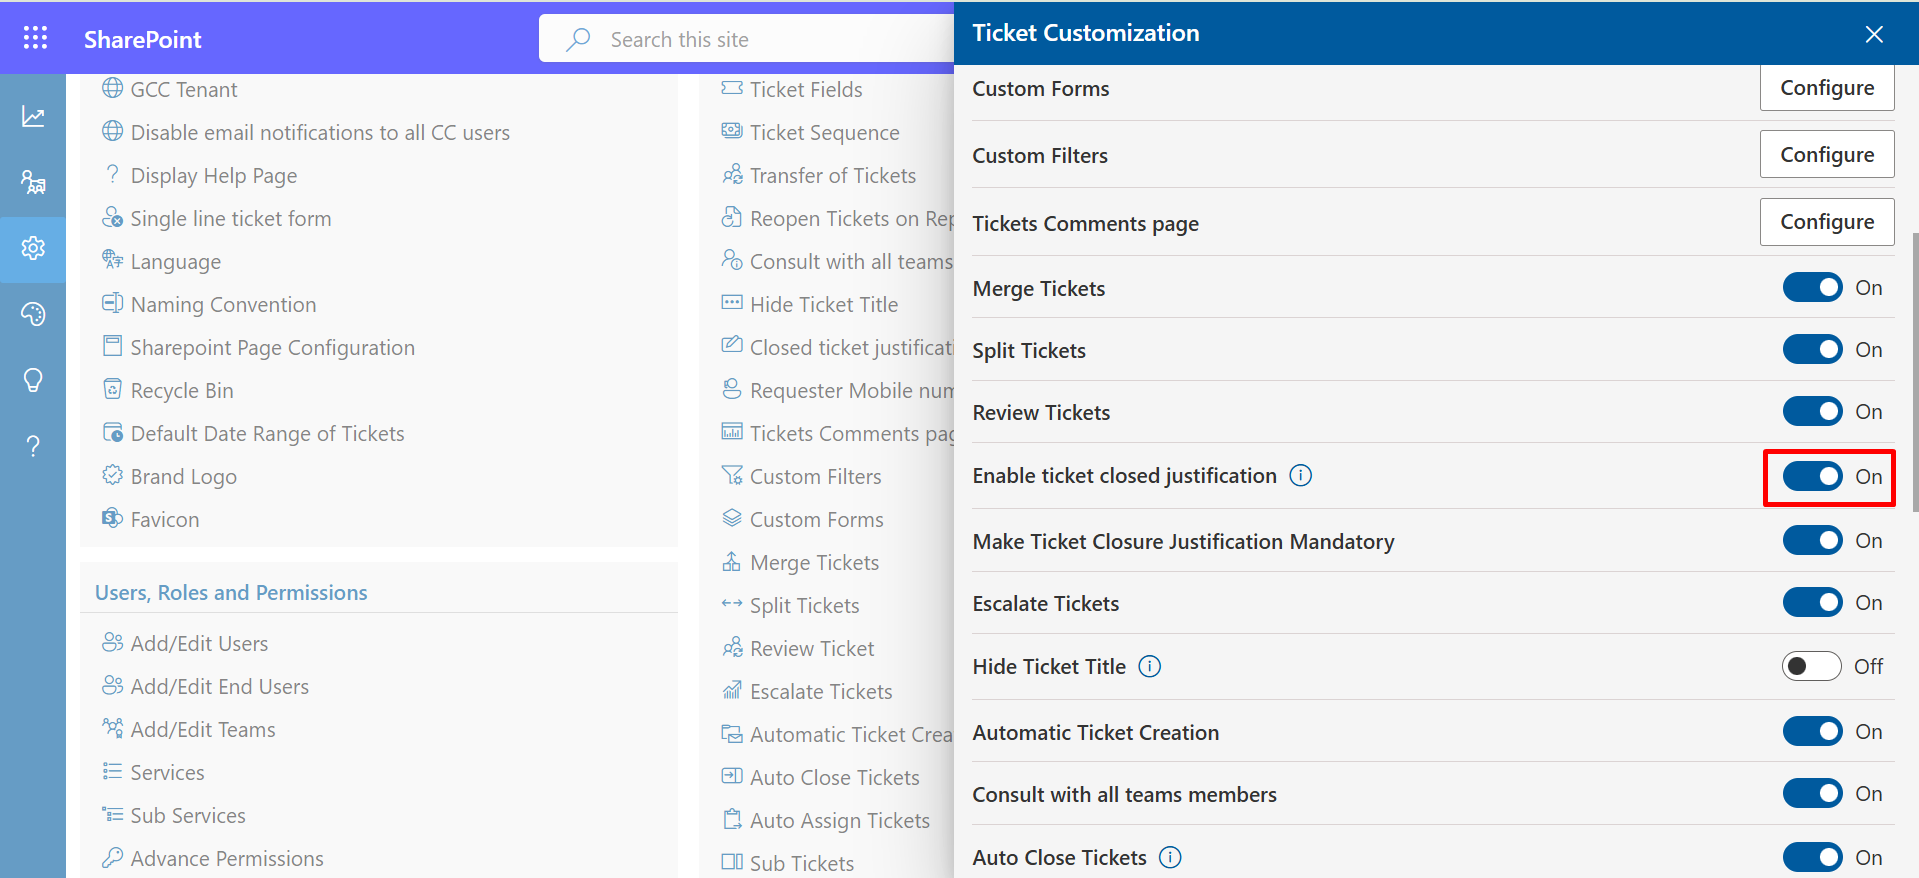 SharePoint
Search this site
GCC Tenant
Disable email notifications to all CC users
Display Help Page
Single line ticket form
Language
Naming Convention
Sharepoint Page Configuration
Recycle Bin
Default Date Range of Tickets
Brand Logo
Favicon
Users, Roles and Permissions
Add/Edit Users
Add/Edit End Users
Add/Edit Teams
Services
Sub Services
Advance Permissions
Ticket Fields
Ticket Sequence
Transfer of Tickets
Reopen Tickets on Rep
Consult with all teams
Hide Ticket Title
Closed ticket justificati
Requester Mobile num
Tickets Comments pag
Custom Filters
Custom Forms
Merge Tickets
Split Tickets
Review Ticket
Escalate Tickets
Automatic Ticket Crea
Auto Close Tickets
Auto Assign Tickets
Sub Tickets
Ticket Customization
Custom Forms Configure
Custom Filters Configure
Tickets Comments page Configure
Merge Tickets On
Split Tickets On
Review Tickets On
Enable ticket closed justification On
Make Ticket Closure Justification Mandatory On
Escalate Tickets On
Hide Ticket Title Off
Automatic Ticket Creation On
Consult with all teams members On
Auto Close Tickets On